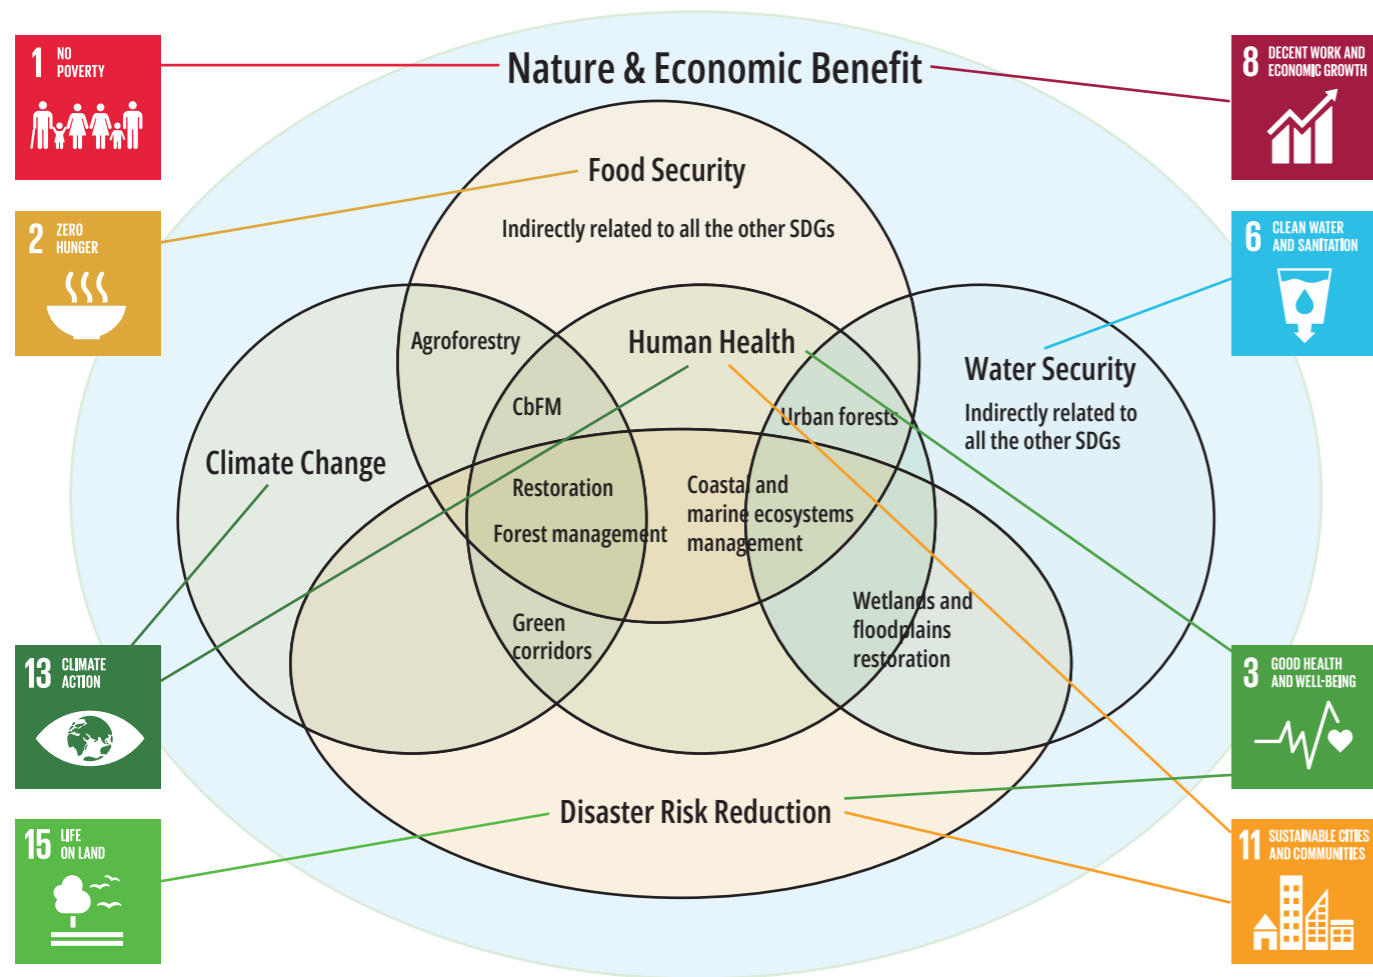 1 NO
POVERTY
Nature & Economic Benefit
8 DECENT WORK AND
ECONOMIC GROWTH
Food Security
Indirectly related to all the other SDGs
2 ZERO
HUNGER
6 CLEAN WATER
AND SANITATION
Agroforestry
Human Health
Water Security
Indirectly related to
all the other SDGs
CbFM
Urban forests
Climate Change
Restoration
Forest management
Coastal and
marine ecosystems
management
Green
corridors
Wetlands and
floodplains
restoration
13 CLIMATE
ACTION
3 GOOD HEALTH
AND WELL-BEING
Disaster Risk Reduction
15 LIFE
ON LAND
11 SUSTAINABLE CITIES
AND COMMUNITIES